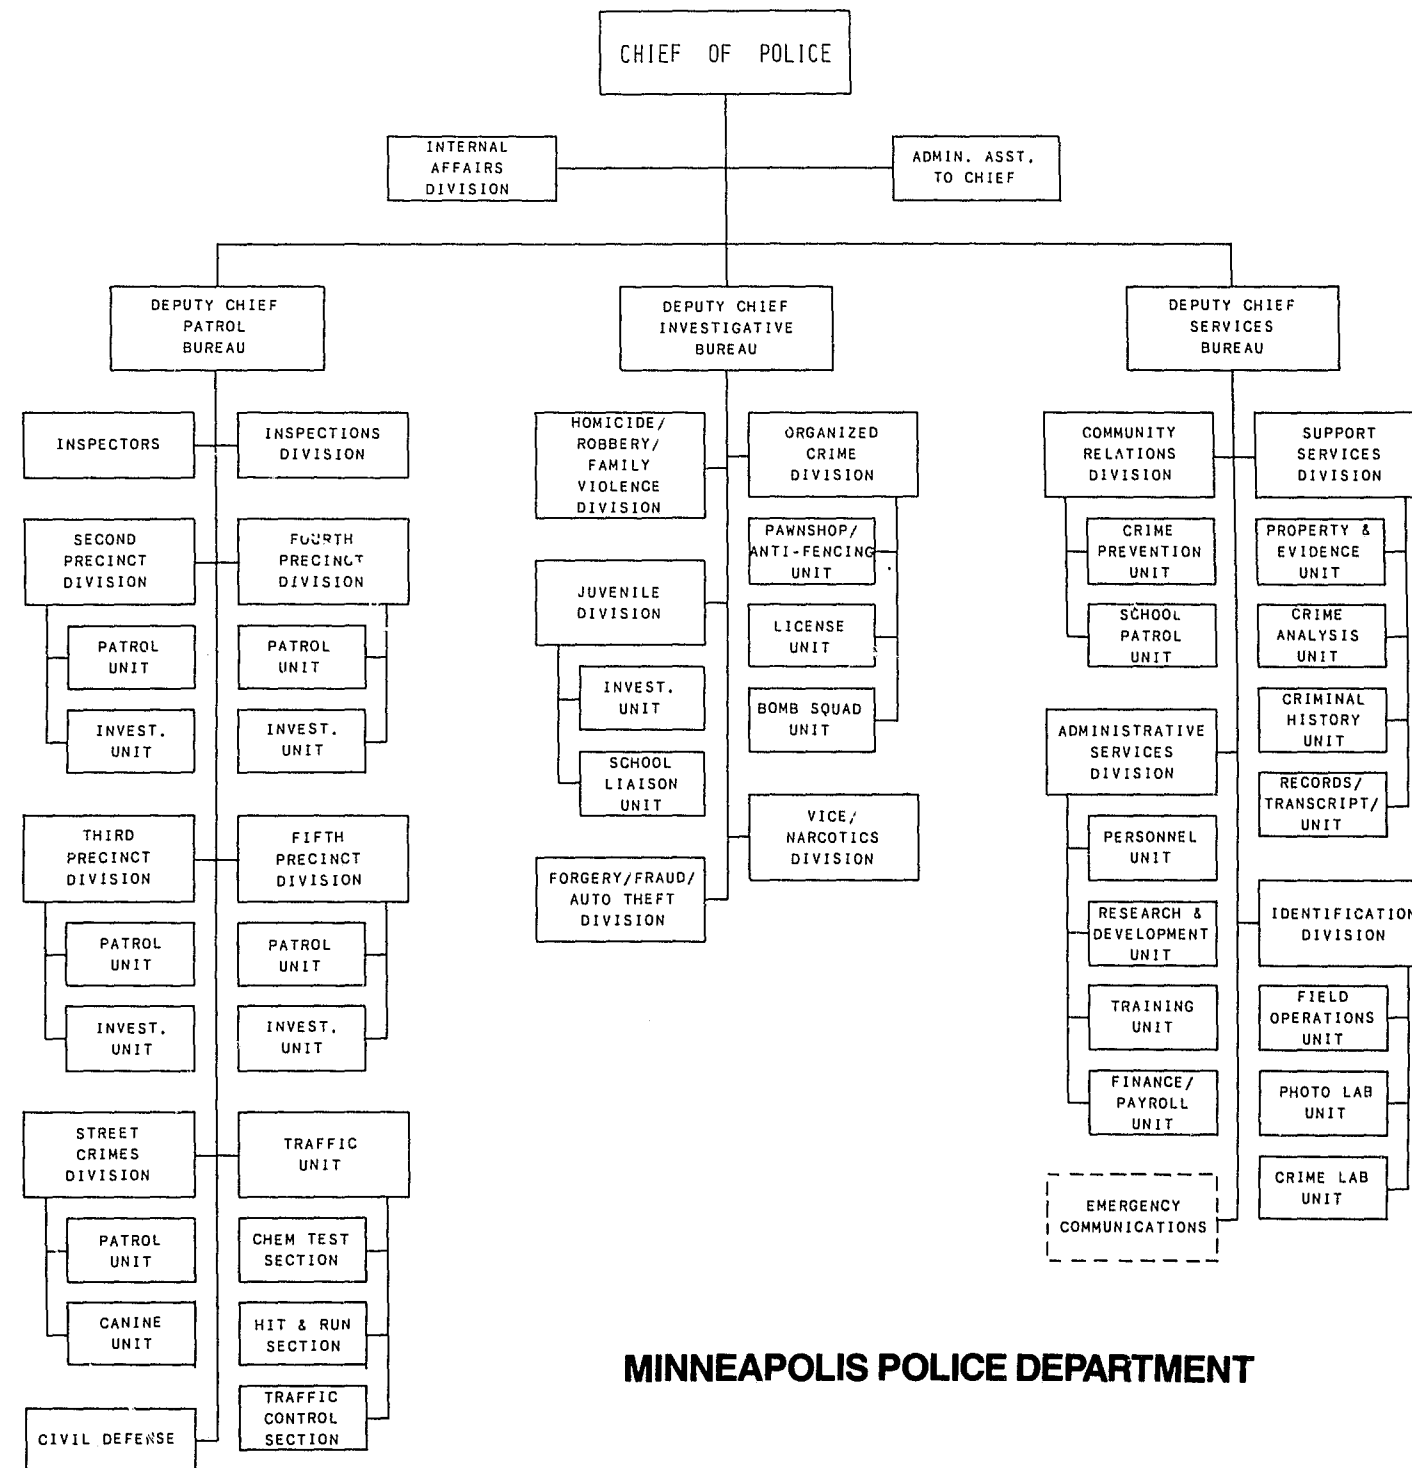 CHIEF OF POLICE
INTERNAL
AFFAIRS
DIVISION
ADMIN. ASST.
TO CHIEF
DEPUTY CHIEF
PATROL
BUREAU
DEPUTY CHIEF
INVESTIGATIVE
BUREAU
DEPUTY CHIEF
SERVICES
BUREAU
INSPECTORS
INSPECTIONS
DIVISION
SECOND
PRECINCT
DIVISION
PATROL
UNIT
INVEST.
UNIT
FOURTH
PRECINCT
DIVISION
PATROL
UNIT
INVEST.
UNIT
THIRD
PRECINCT
DIVISION
PATROL
UNIT
INVEST.
UNIT
FIFTH
PRECINCT
DIVISION
PATROL
UNIT
INVEST.
UNIT
STREET
CRIMES
DIVISION
PATROL
UNIT
CANINE
UNIT
TRAFFIC
UNIT
CHEM TEST
SECTION
HIT & RUN
SECTION
TRAFFIC
CONTROL
SECTION
CIVIL DEFENSE
HOMICIDE/
ROBBERY/
FAMILY
VIOLENCE
DIVISION
JUVENILE
DIVISION
INVEST.
UNIT
SCHOOL
LIAISON
UNIT
FORGERY/FRAUD/
AUTO THEFT
DIVISION
ORGANIZED
CRIME
DIVISION
PAWNSHOP/
ANTI-FENCING
UNIT
LICENSE
UNIT
BOMB SQUAD
UNIT
VICE/
NARCOTICS
DIVISION
COMMUNITY
RELATIONS
DIVISION
CRIME
PREVENTION
UNIT
SCHOOL
PATROL
UNIT
ADMINISTRATIVE
SERVICES
DIVISION
PERSONNEL
UNIT
RESEARCH &
DEVELOPMENT
UNIT
TRAINING
UNIT
FINANCE/
PAYROLL
UNIT
EMERGENCY
COMMUNICATIONS
SUPPORT
SERVICES
DIVISION
PROPERTY &
EVIDENCE
UNIT
CRIME
ANALYSIS
UNIT
CRIMINAL
HISTORY
UNIT
RECORDS/
TRANSCRIPT/
UNIT
IDENTIFICATION
DIVISION
FIELD
OPERATIONS
UNIT
PHOTO LAB
UNIT
CRIME LAB
UNIT
MINNEAPOLIS POLICE DEPARTMENT